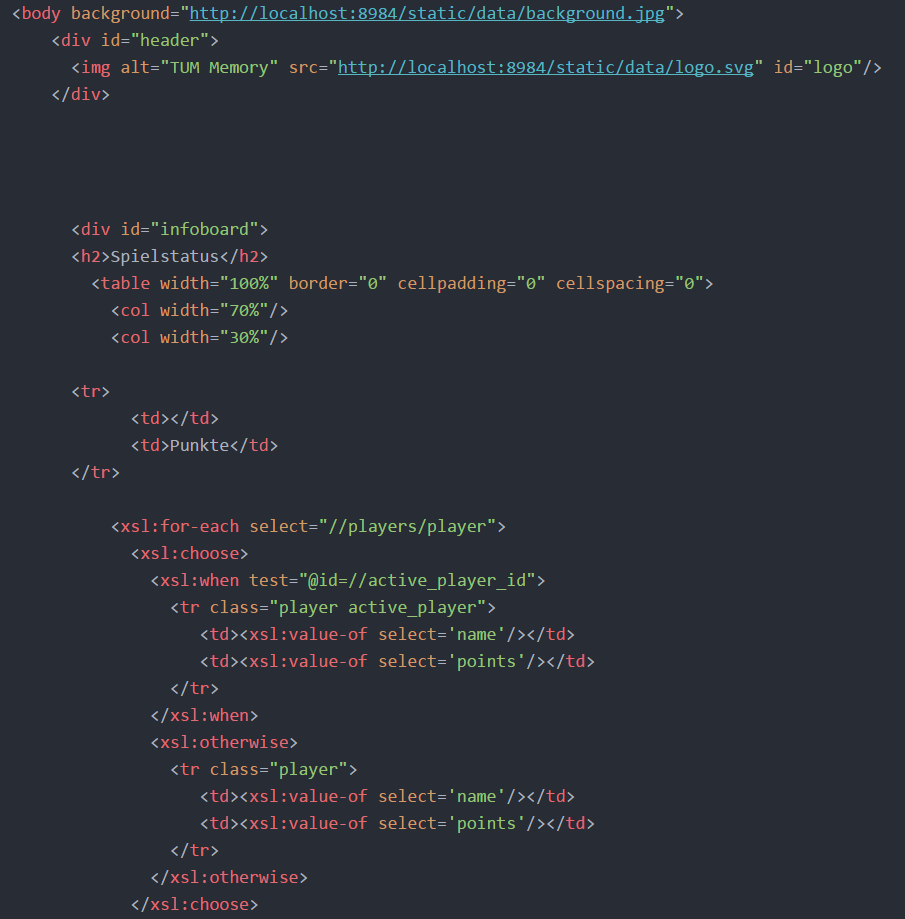 <body background="http://localhost:8984/static/data/background.jpg">
<div id="header">
<img alt="TUM Memory" src="http://localhost:8984/static/data/logo.svg" id="logo"/>
</div>
<div id="infoboard">
<h2>Spielstatus</h2>
<table width="100%" border="0" cellpadding="0" cellspacing="0">
<col width="70%"/>
<col width="30%"/>
<tr>
<td></td>
<td>Punkte</td>
</tr>
<xsl:for-each select="//players/player">
<xsl:choose>
<xsl:when test="@id=//active_player_id">
<tr class="player active_player">
<td><xsl:value-of select='name'/></td>
<td><xsl:value-of select='points'/></td>
</tr>
</xsl:when>
<xsl:otherwise>
<tr class="player">
<td><xsl:value-of select='name'/></td>
<td><xsl:value-of select='points'/></td>
</tr>
</xsl:otherwise>
</xsl:choose>